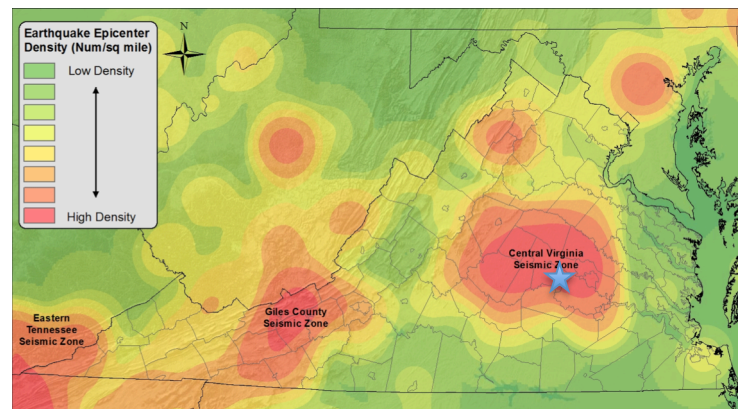 Earthquake Epicenter
Density (Num/sq mile)
Low Density
High Density
N
Central Virginia
Seismic Zone
Giles County
Seismic Zone
Eastern
Tennessee
Seismic Zone